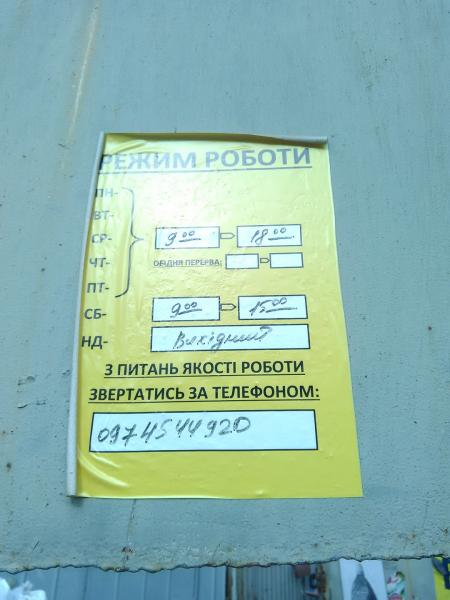 РЕЖИМ РОБОТИ
ПН-
ВТ-
СР- 9⁰⁰ 18⁰⁰
ЧТ- ОБІДНЯ ПЕРЕРВА:
ПТ-
СБ- 9⁰⁰ 15⁰⁰
НД- Вихідний
З ПИТАНЬ ЯКОСТІ РОБОТИ
ЗВЕРТАТИСЬ ЗА ТЕЛЕФОНОМ:
0974544920